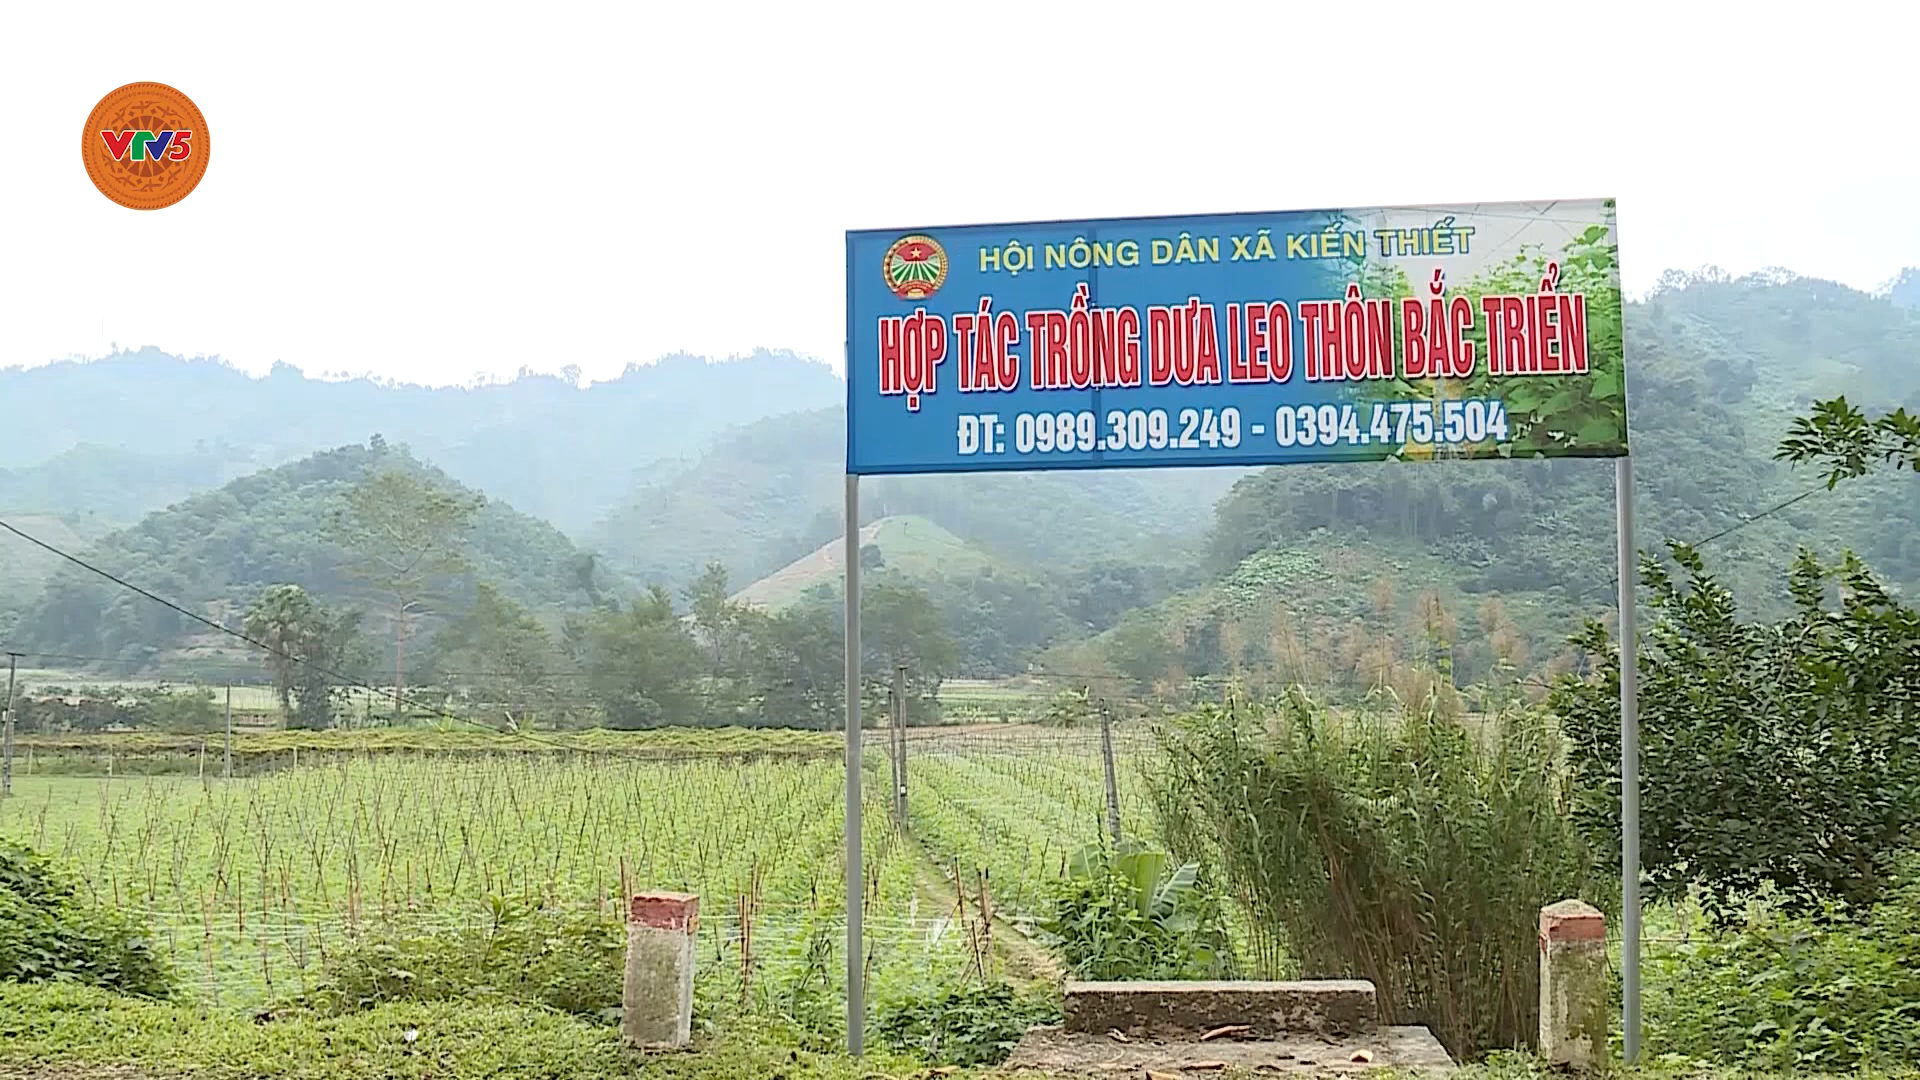 VTV5
HỘI NÔNG DÂN XÃ KIẾN THIẾT
HỢP TÁC TRỒNG DƯA LEO THÔN BẮC TRIỂN
ĐT: 0989.309.249 - 0394.475.504